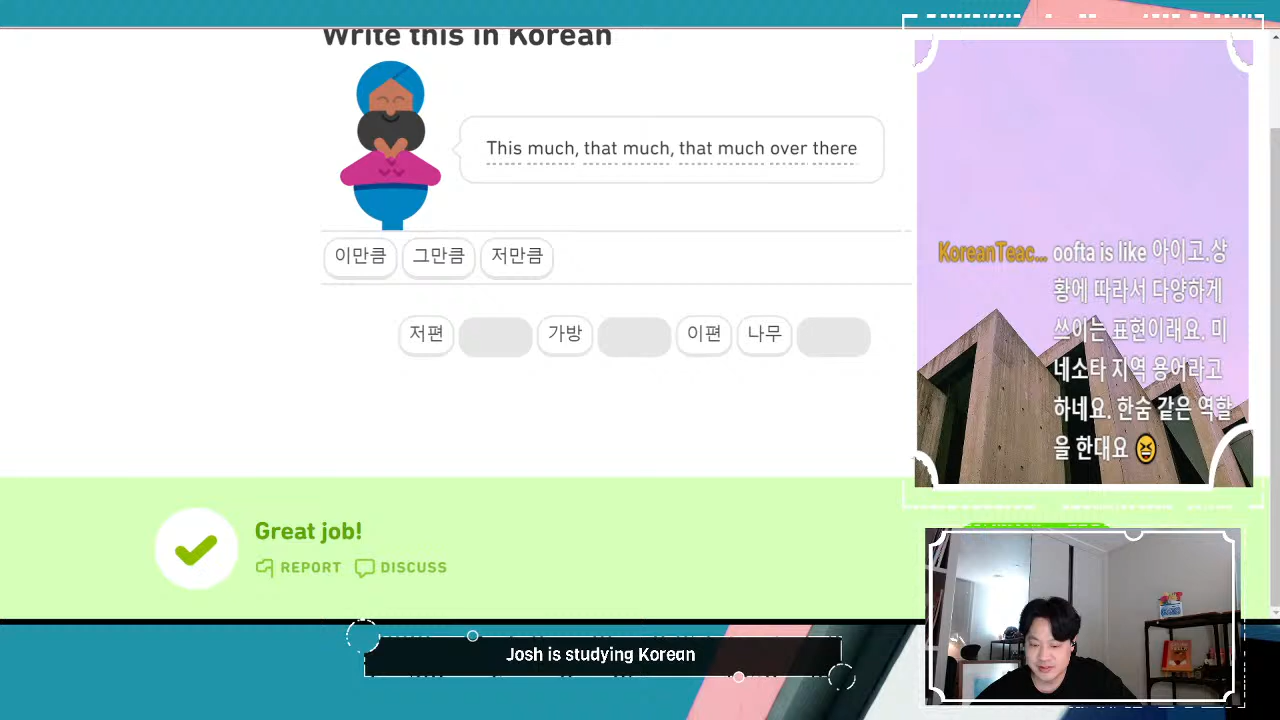 Write this in Korean
This much, that much, that much over there
이만큼 그만큼 저만큼
저편 가방 이편 나무
KoreanTeac... oofta is like 아이고.상
황에 따라서 다양하게
쓰이는 표현이래요. 미
네소타 지역 용어라고
하네요. 한숨 같은 역할
을 한대요 😆
Great job!
REPORT DISCUSS
Josh is studying Korean